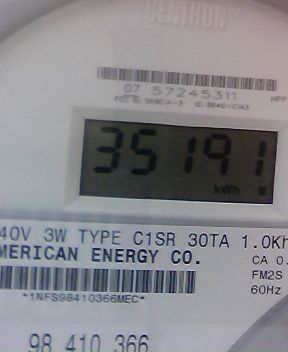 CENTRON
07 57245311
35191
kWh
40V 3W TYPE C1SR 30TA 1.0Kh
MERICAN ENERGY CO.
CA 0.
FM2S
60Hz
*1NFS98410366MEC*
98 410 366